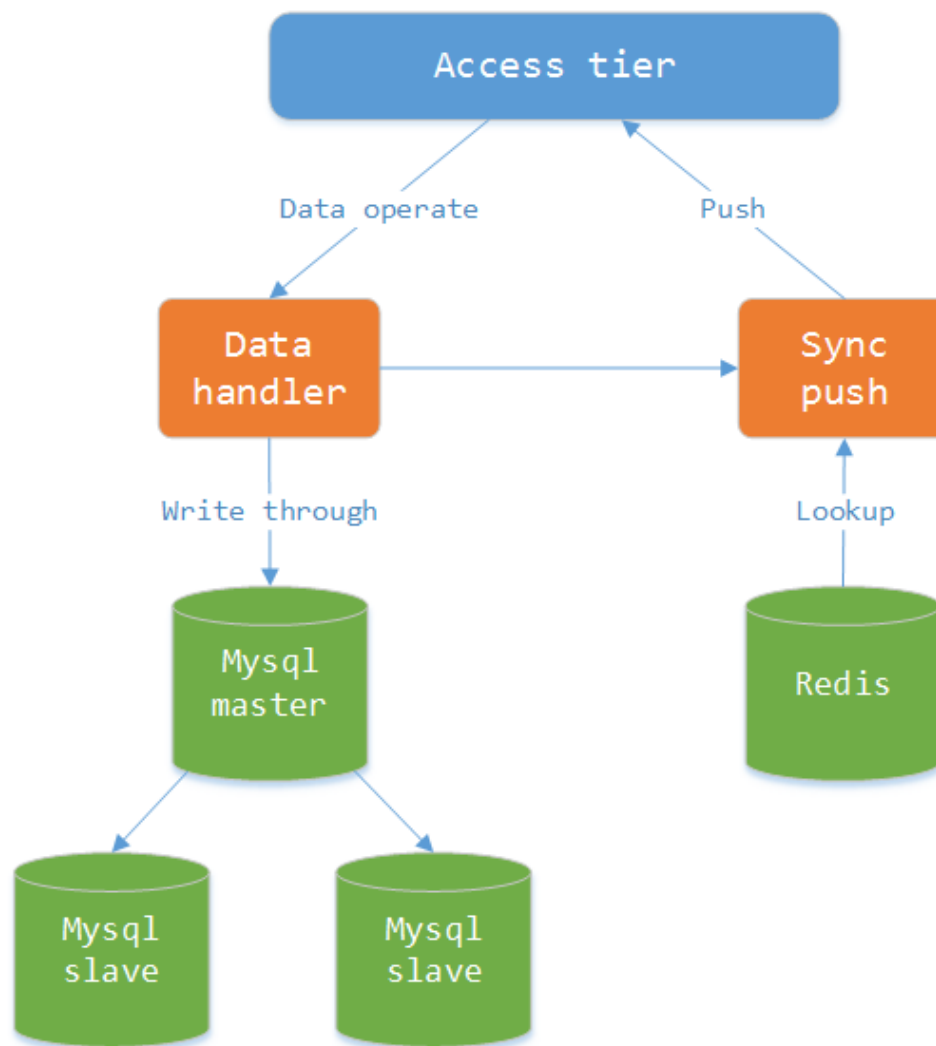 Access tier
Data operate
Push
Data
handler
Sync
push
Write through
Lookup
Mysql
master
Redis
Mysql
slave
Mysql
slave